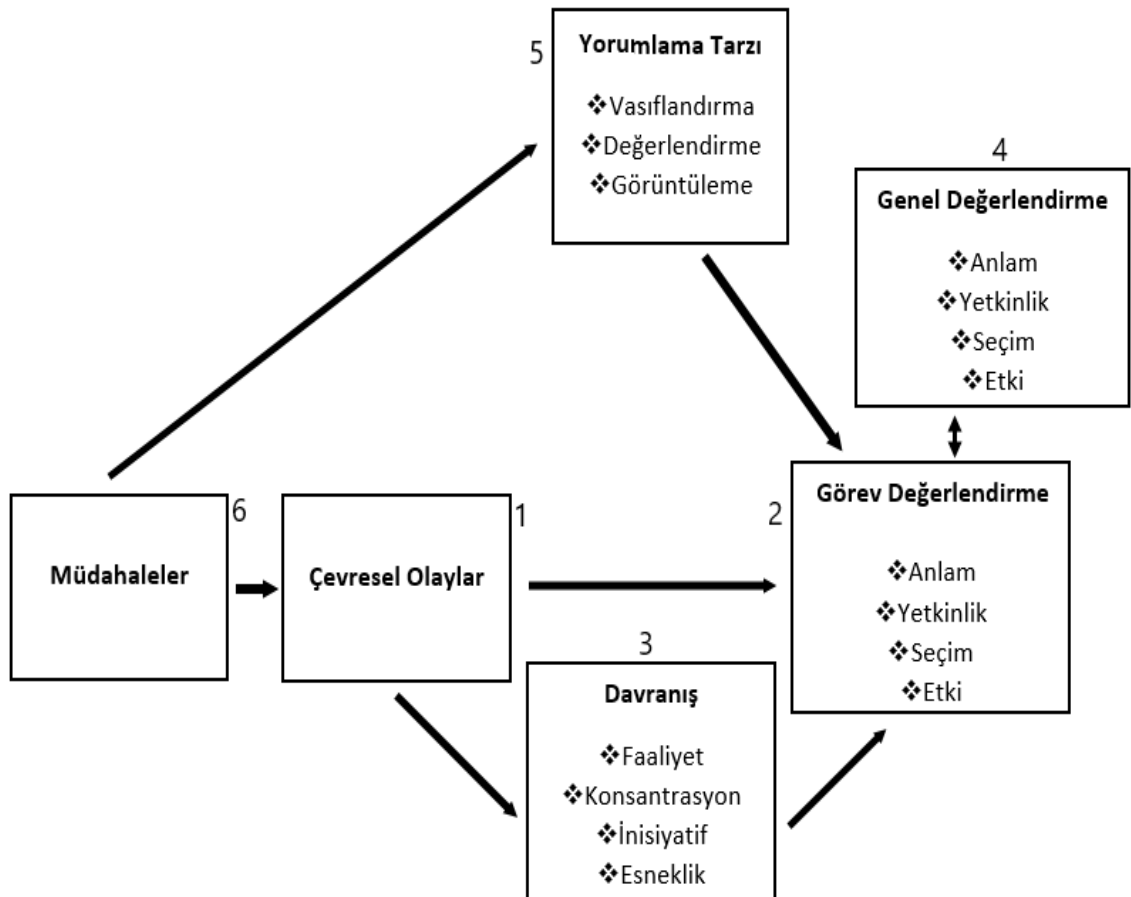 5
Yorumlama Tarzı
❖Vasıflandırma
❖Değerlendirme
❖Görüntüleme
4
Genel Değerlendirme
❖Anlam
❖Yetkinlik
❖Seçim
❖Etki
6
Müdahaleler
1
Çevresel Olaylar
2
Görev Değerlendirme
❖Anlam
❖Yetkinlik
❖Seçim
❖Etki
3
Davranış
❖Faaliyet
❖Konsantrasyon
❖İnisiyatif
❖Esneklik